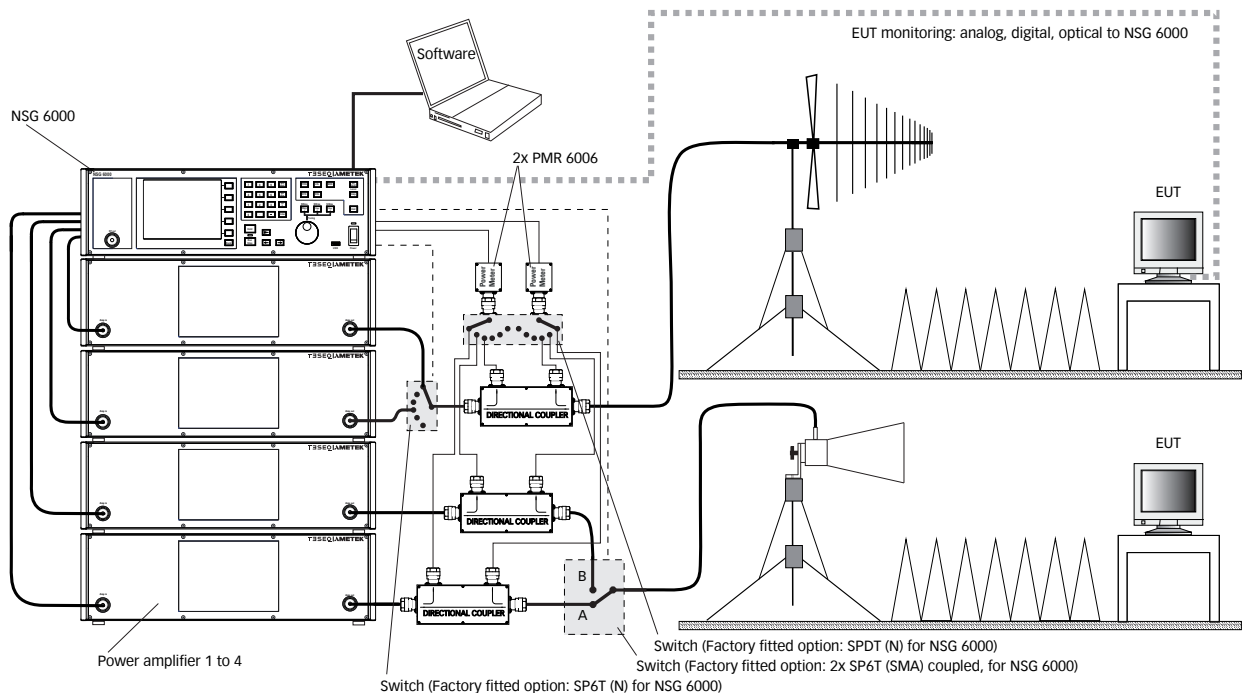 EUT monitoring: analog, digital, optical to NSG 6000
Software
NSG 6000
2x PMR 6006
EUT
NSG 6000
Power Meter
Power Meter
DIRECTIONAL COUPLER
EUT
DIRECTIONAL COUPLER
B
A
DIRECTIONAL COUPLER
Switch (Factory fitted option: SPDT (N) for NSG 6000)
Power amplifier 1 to 4
Switch (Factory fitted option: 2x SP6T (SMA) coupled, for NSG 6000)
Switch (Factory fitted option: SP6T (N) for NSG 6000)